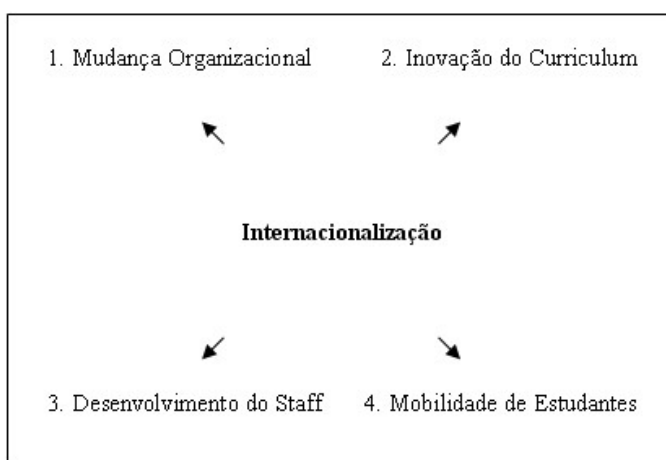 1. Mudança Organizacional
2. Inovação do Curriculum
Internacionalização
3. Desenvolvimento do Staff
4. Mobilidade de Estudantes